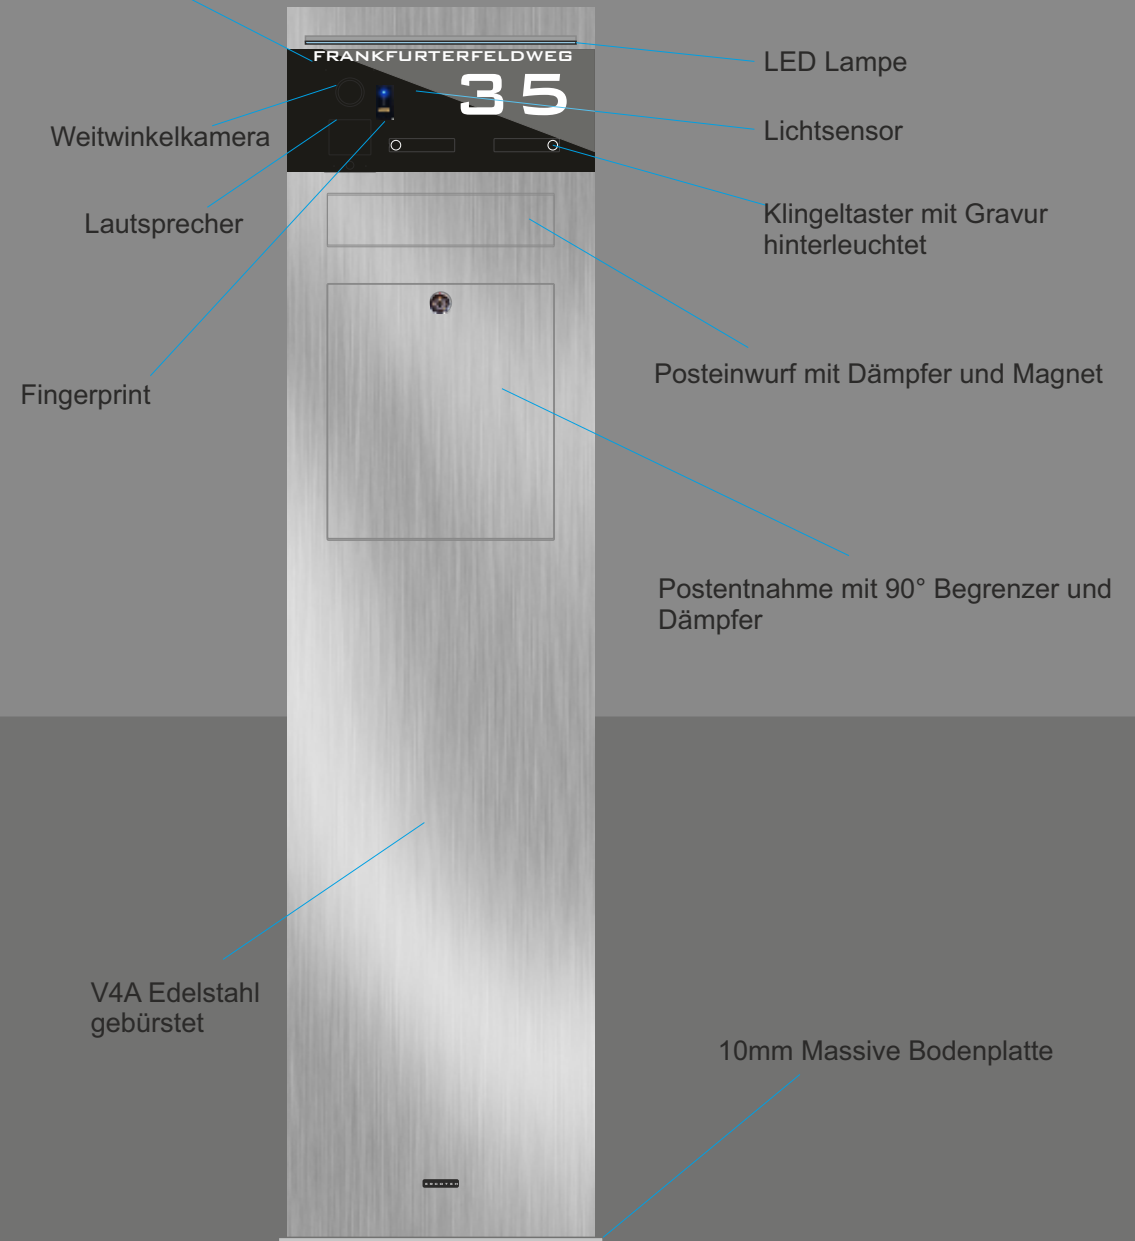 FRANKFURTERFELDWEG
35
LED Lampe
Weitwinkelkamera
Lichtsensor
Lautsprecher
Klingeltaster mit Gravur
hinterleuchtet
Fingerprint
Posteinwurf mit Dämpfer und Magnet
Postentnahme mit 90° Begrenzer und
Dämpfer
V4A Edelstahl
gebürstet
10mm Massive Bodenplatte